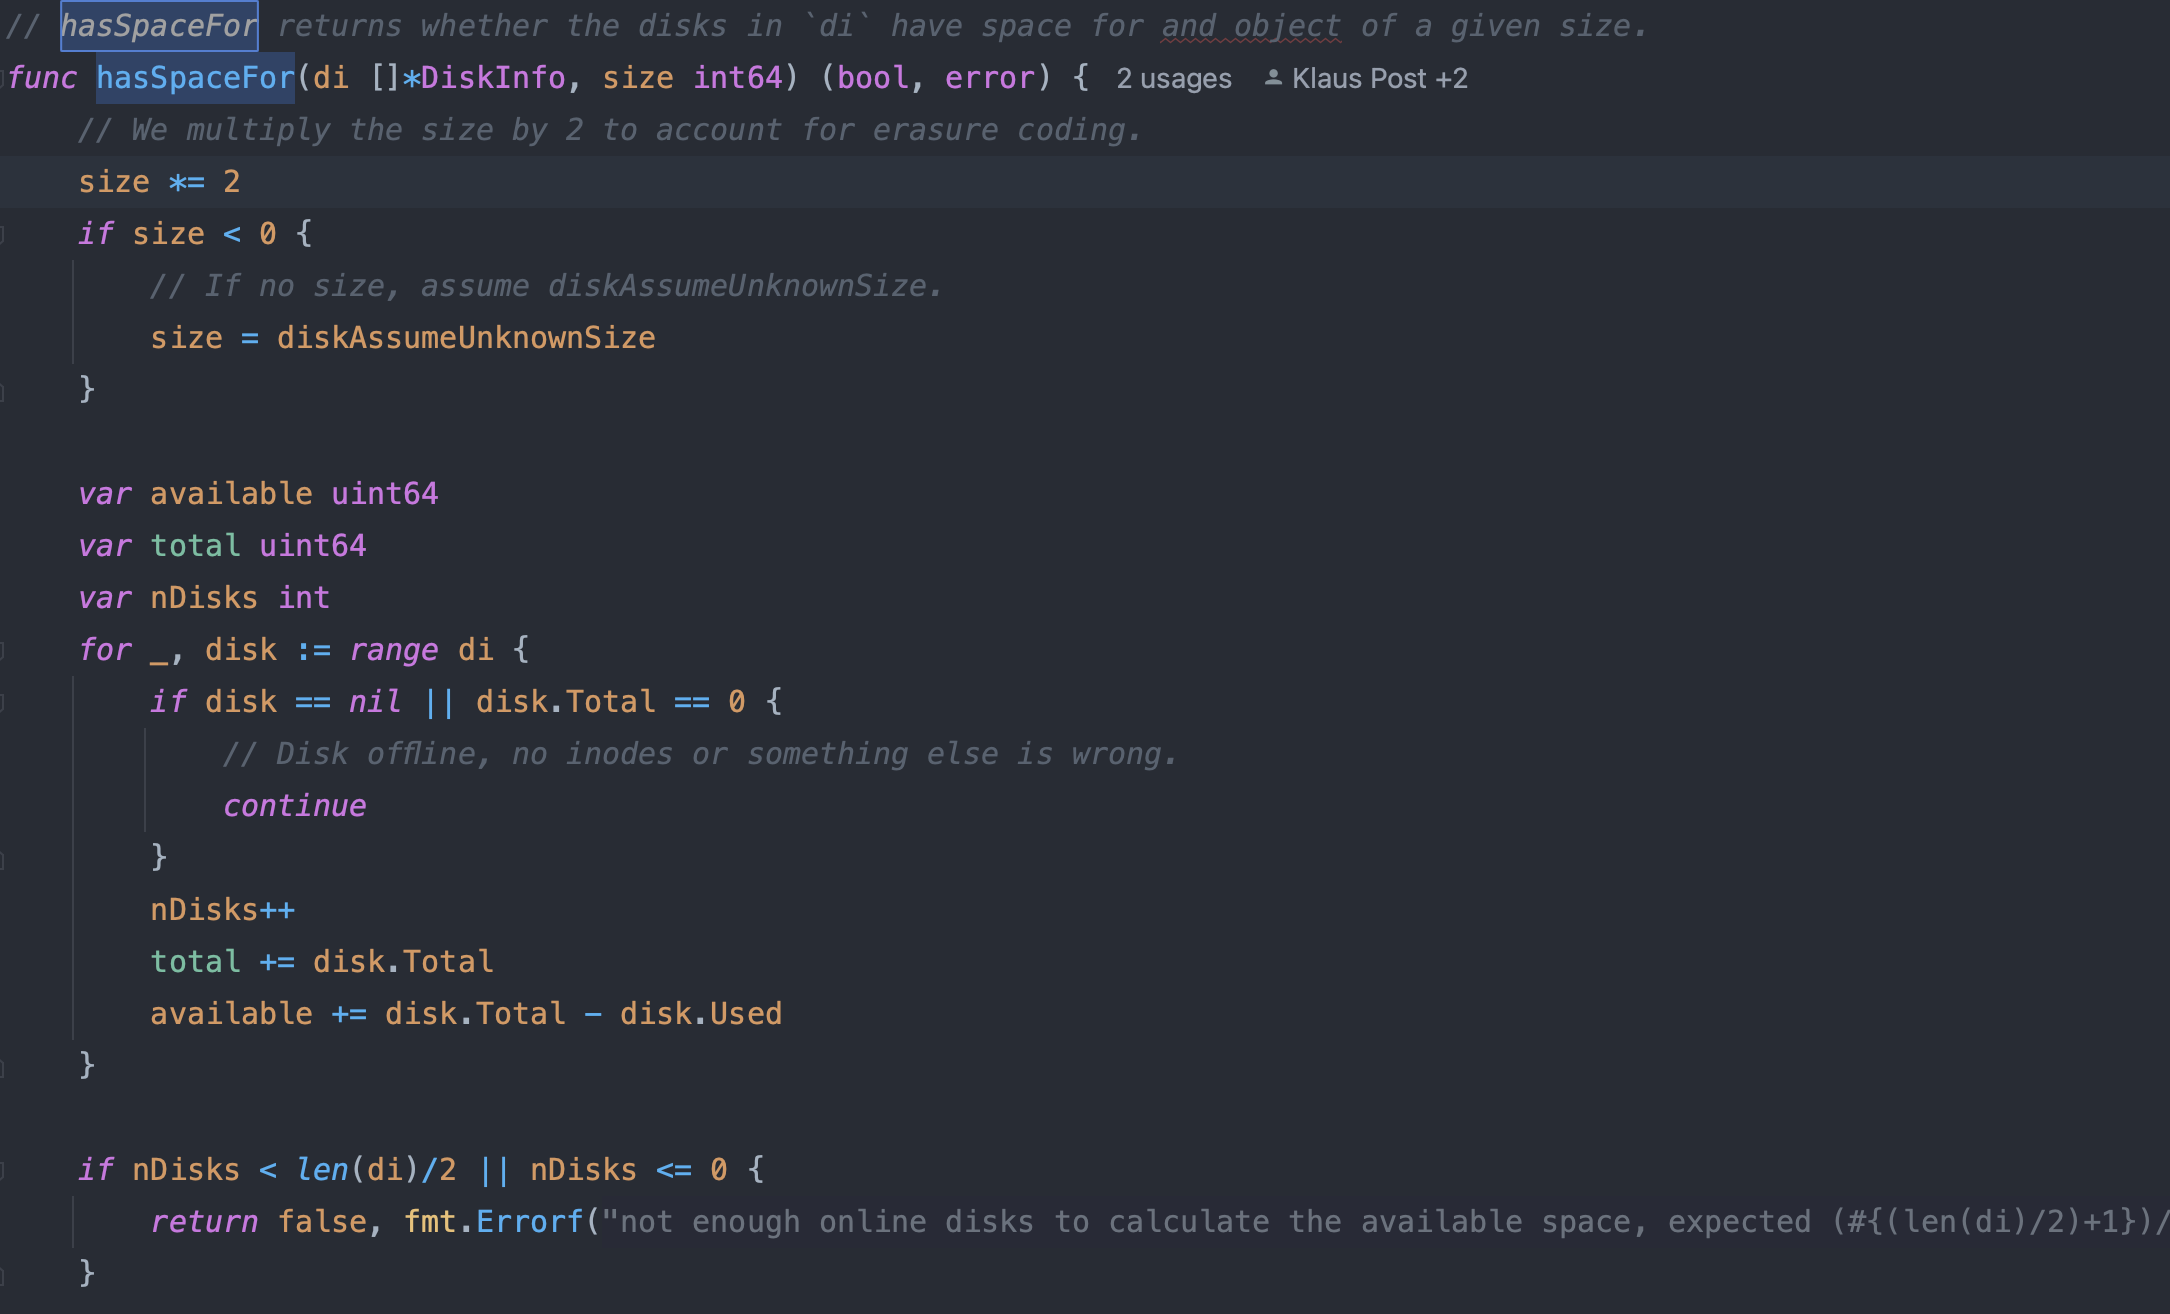 // hasSpaceFor returns whether the disks in `di` have space for and object of a given size.
func hasSpaceFor(di []*DiskInfo, size int64) (bool, error) { 2 usages Klaus Post +2
// We multiply the size by 2 to account for erasure coding.
size *= 2
if size < 0 {
// If no size, assume diskAssumeUnknownSize.
size = diskAssumeUnknownSize
}
var available uint64
var total uint64
var nDisks int
for _, disk := range di {
if disk == nil || disk.Total == 0 {
// Disk offline, no inodes or something else is wrong.
continue
}
nDisks++
total += disk.Total
available += disk.Total - disk.Used
}
if nDisks < len(di)/2 || nDisks <= 0 {
return false, fmt.Errorf("not enough online disks to calculate the available space, expected (#{(len(di)/2)+1})/
}